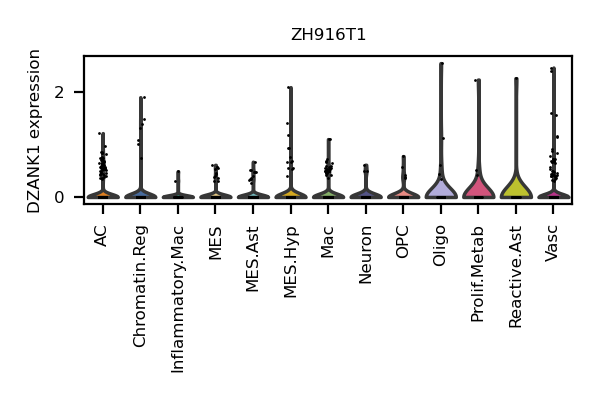 ZH916T1
DZANK1 expression
2
0
AC
Chromatin.Reg
Inflammatory.Mac
MES
MES.Ast
MES.Hyp
Mac
Neuron
OPC
Oligo
Prolif.Metab
Reactive.Ast
Vasc